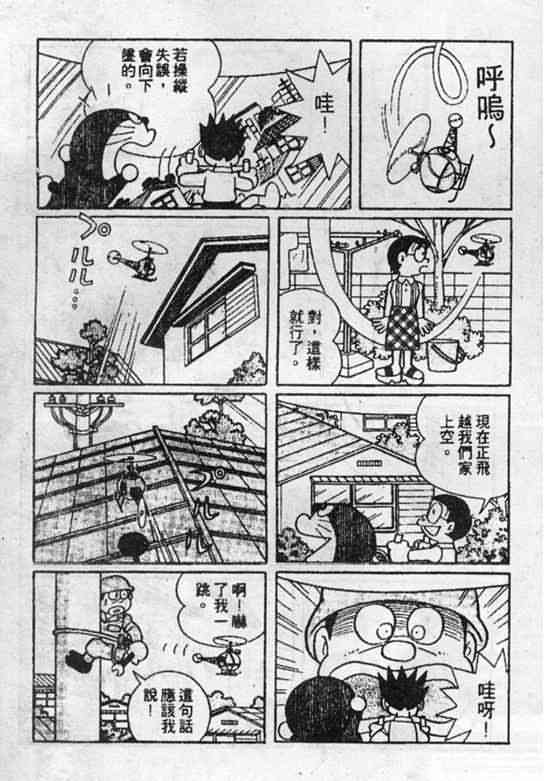 呼嗚～
哇！
若操縱
失誤，
會向下
墜的。
對，這樣
就行了。
プルル…
現在正飛
越我們家
上空。
プルル
哇呀！
啊！嚇
了我一
跳。
這句話
應該我
說！